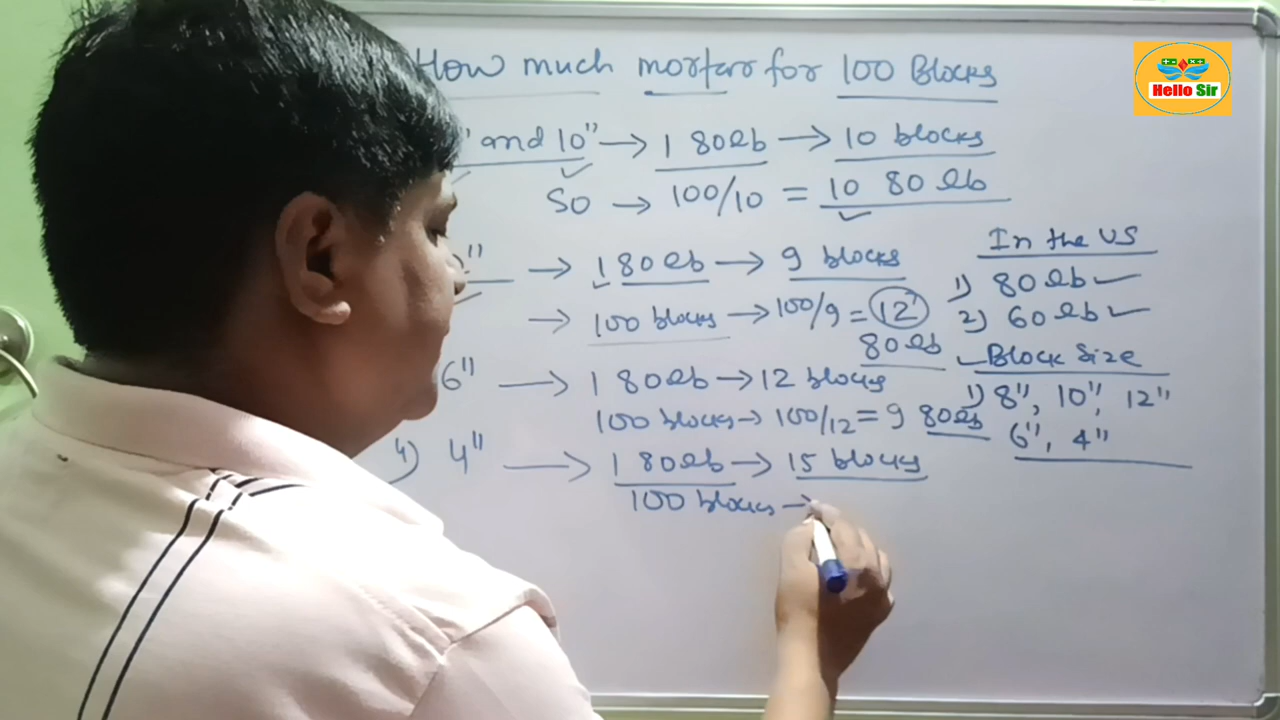 How much mortar for 100 Blocks
Hello Sir
" and 10" → 1 80lb → 10 blocks
So → 100/10 = 10 80 lb
" → 1 80lb → 9 blocks
→ 100 blocks → 100/9 = 12
80lb
6" → 1 80lb → 12 blocks
100 blocks → 100/12 = 9 80lb
4) 4" → 1 80lb → 15 blocks
100 blocks →
In the US
1) 80lb
2) 60lb
Block Size
1) 8", 10", 12"
6", 4"